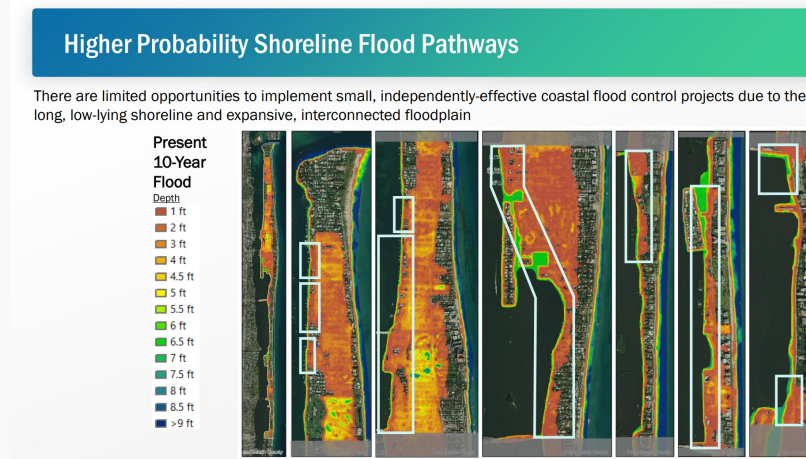 Higher Probability Shoreline Flood Pathways
There are limited opportunities to implement small, independently-effective coastal flood control projects due to the
long, low-lying shoreline and expansive, interconnected floodplain
Present
10-Year
Flood
Depth
1 ft
2 ft
3 ft
4 ft
4.5 ft
5 ft
5.5 ft
6 ft
6.5 ft
7 ft
7.5 ft
8 ft
8.5 ft
>9 ft